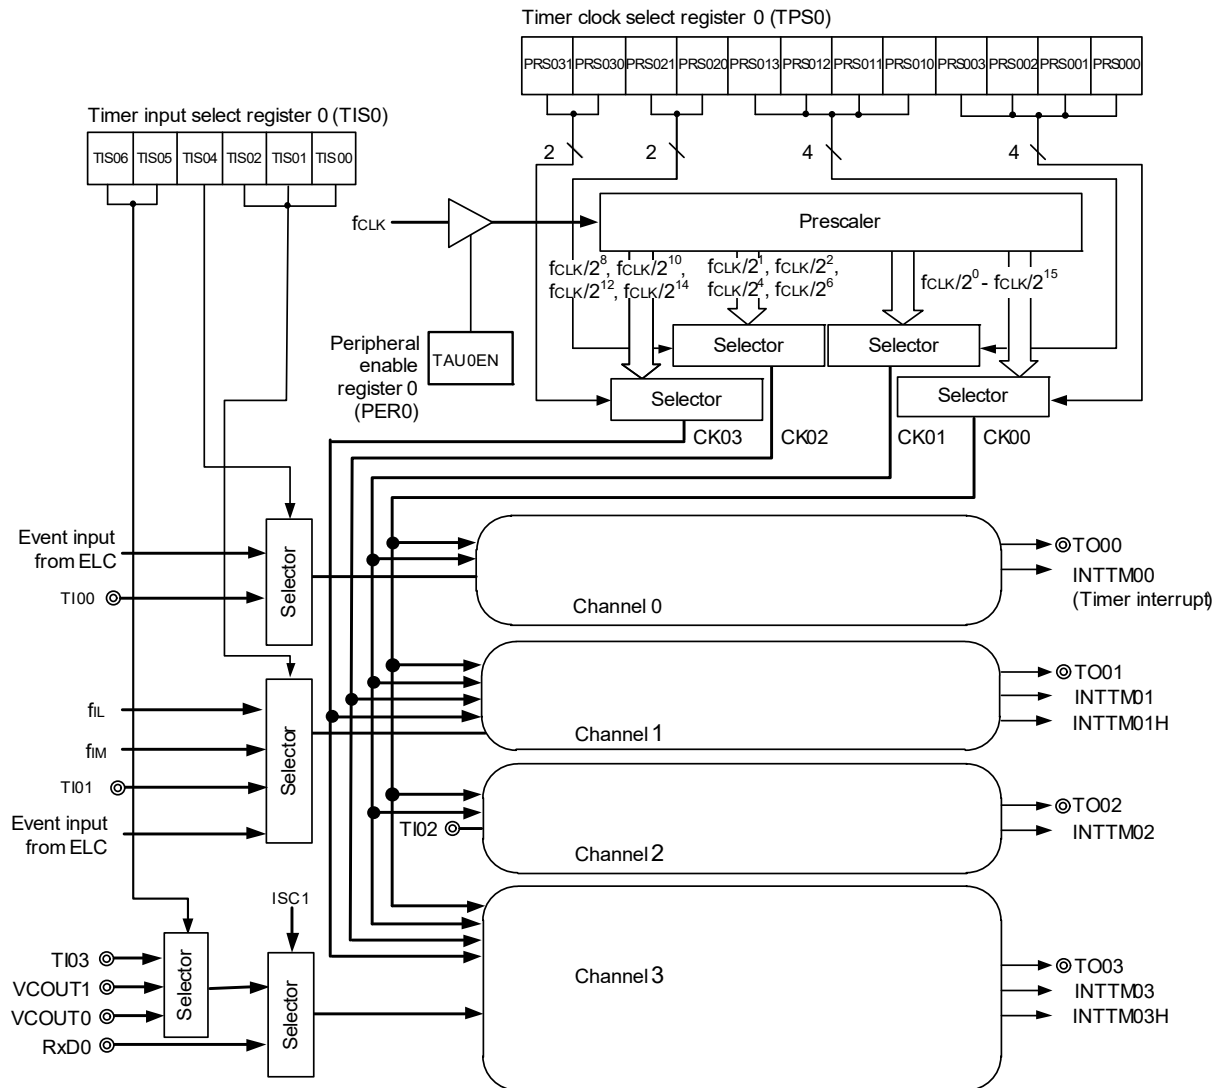 Timer clock select register 0 (TPS0)
PRS031 PRS030 PRS021 PRS020 PRS013 PRS012 PRS011 PRS010 PRS003 PRS002 PRS001 PRS000
Timer input select register 0 (TIS0)
TIS06 TIS05 TIS04 TIS02 TIS01 TIS00
2 2 4 4
fCLK
Prescaler
fCLK/2^8, fCLK/2^10,
fCLK/2^12, fCLK/2^14
fCLK/2^1, fCLK/2^2,
fCLK/2^4, fCLK/2^6
fCLK/2^0 - fCLK/2^15
Peripheral
enable
register 0
(PER0)
TAU0EN
Selector
Selector
Selector
Selector
CK03 CK02 CK01 CK00
Event input
from ELC
TI00
Selector
Channel 0
TO00
INTTM00
(Timer interrupt)
fIL
fIM
TI01
Event input
from ELC
Selector
Channel 1
TO01
INTTM01
INTTM01H
TI02
Channel 2
TO02
INTTM02
ISC1
TI03
VCOUT1
VCOUT0
RxD0
Selector
Selector
Channel 3
TO03
INTTM03
INTTM03H